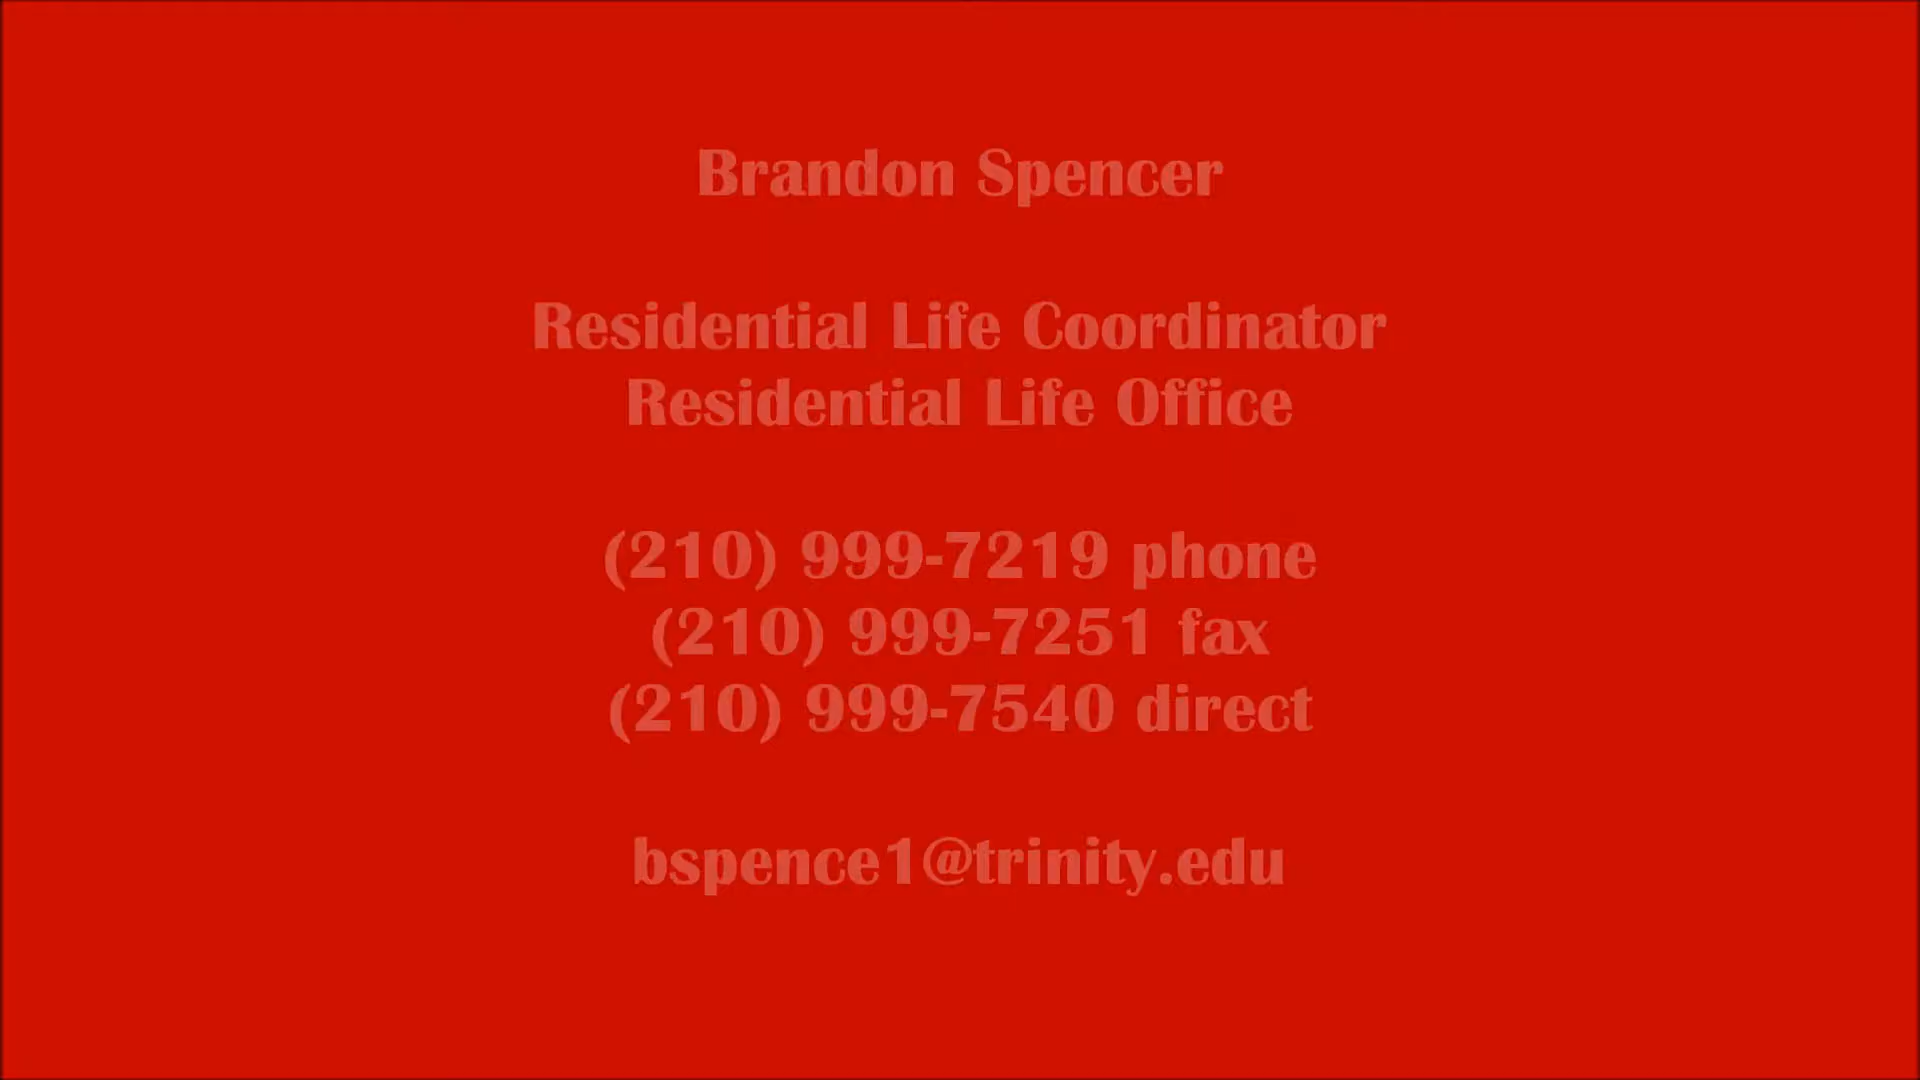 Brandon Spencer
Residential Life Coordinator
Residential Life Office
(210) 999-7219 phone
(210) 999-7251 fax
(210) 999-7540 direct
bspence1@trinity.edu